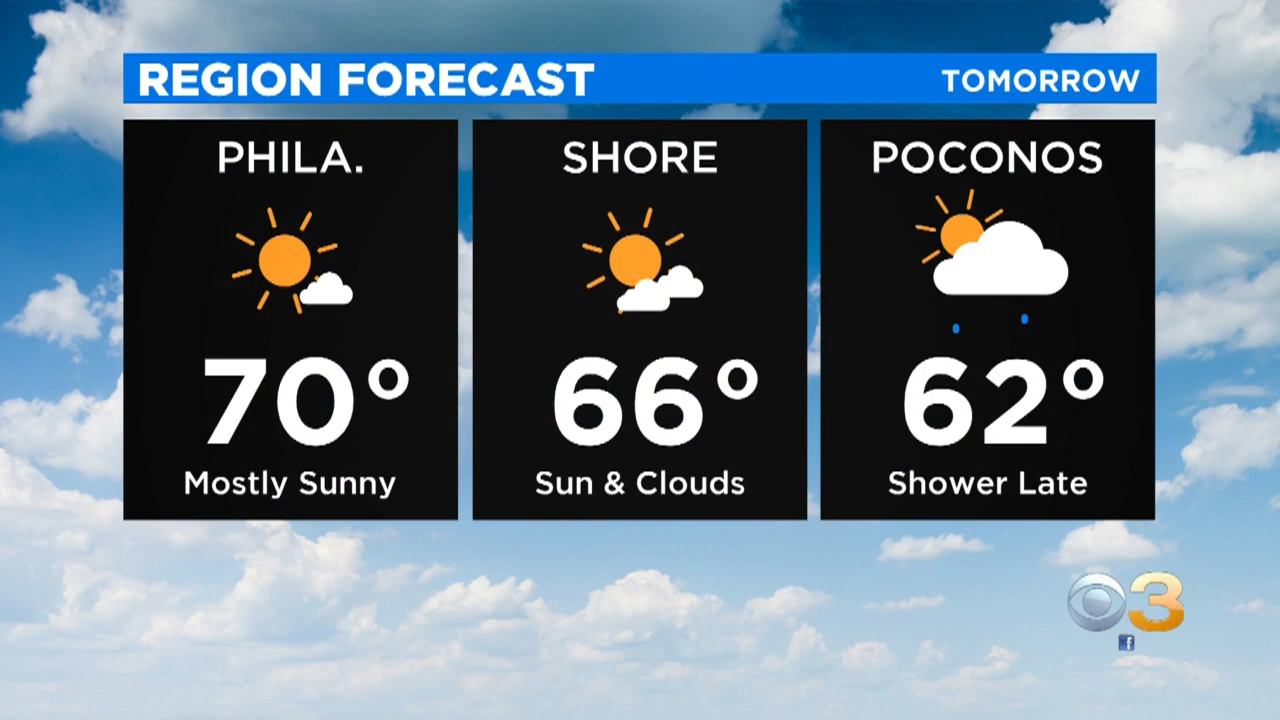 REGION FORECAST
TOMORROW
PHILA.
70°
Mostly Sunny
SHORE
66°
Sun & Clouds
POCONOS
62°
Shower Late
3
f